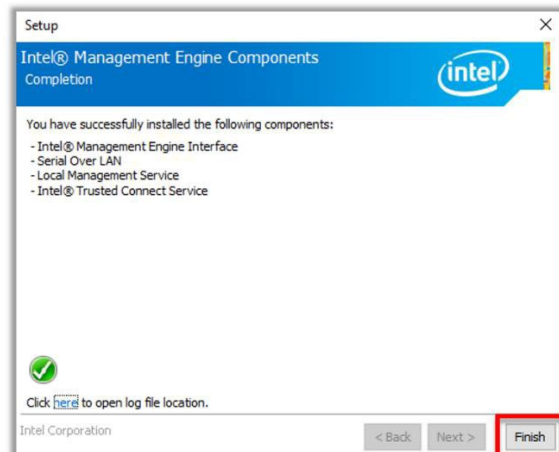 Setup
Intel® Management Engine Components
Completion
intel
You have successfully installed the following components:
- Intel® Management Engine Interface
- Serial Over LAN
- Local Management Service
- Intel® Trusted Connect Service
Click here to open log file location.
Intel Corporation
< Back Next > Finish